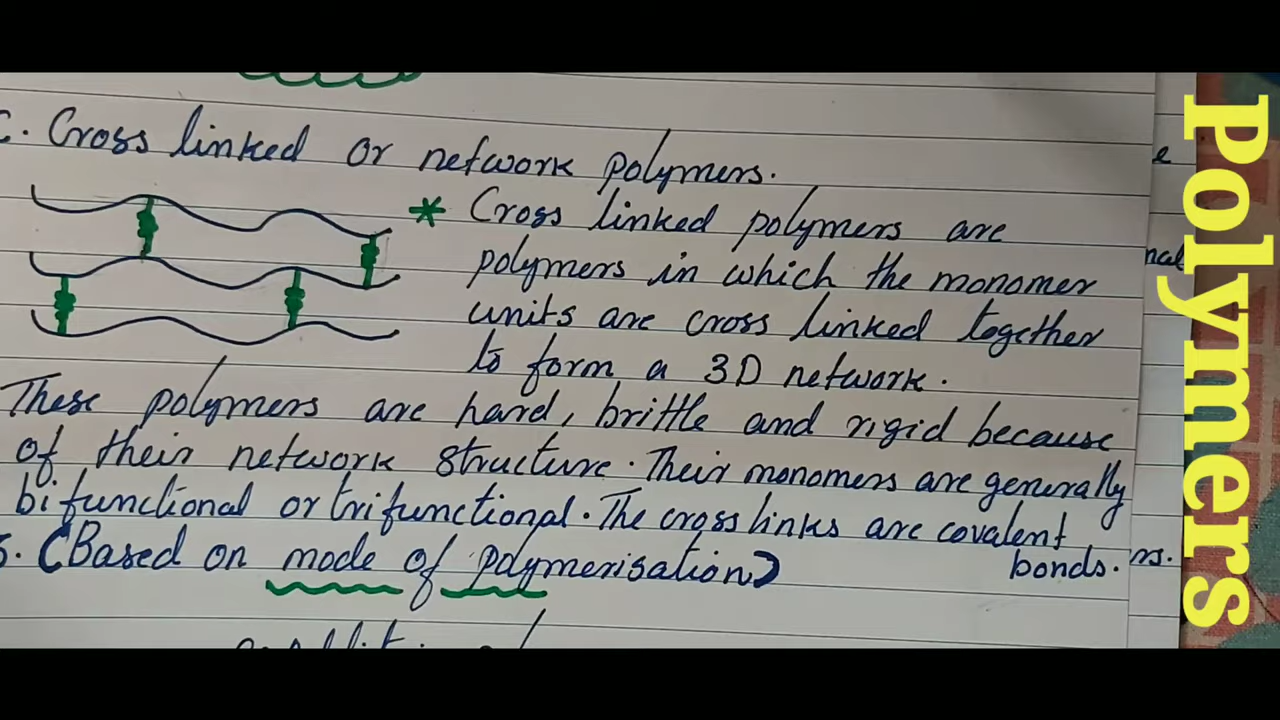 c. Cross linked or network polymers.
* Cross linked polymers are
polymers in which the monomer
units are cross linked together
to form a 3D network.
These polymers are hard, brittle and rigid because
of their network structure. Their monomers are generally
bifunctional or trifunctional. The cross links are covalent
bonds.
(Based on mode of polymerisation)
Polymers